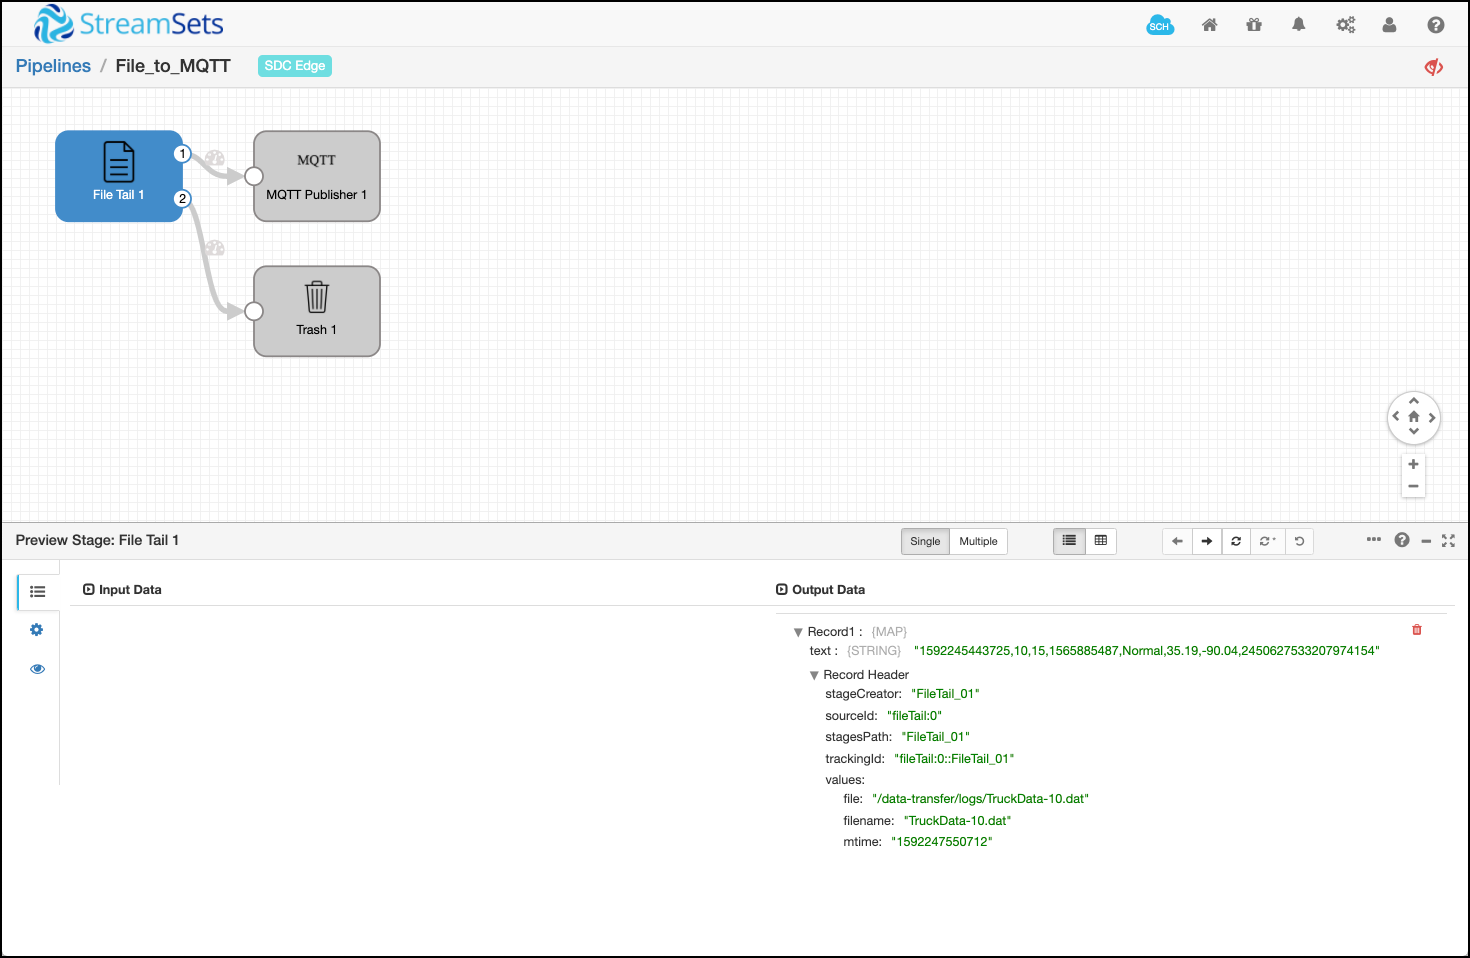 StreamSets
SCH
Pipelines / File_to_MQTT SDC Edge
File Tail 1
1
2
MQTT
MQTT Publisher 1
Trash 1
Preview Stage: File Tail 1
Single Multiple
Input Data
Output Data
Record1 : {MAP}
text : {STRING} "1592245443725,10,15,1565885487,Normal,35.19,-90.04,2450627533207974154"
Record Header
stageCreator: "FileTail_01"
sourceId: "fileTail:0"
stagesPath: "FileTail_01"
trackingId: "fileTail:0::FileTail_01"
values:
file: "/data-transfer/logs/TruckData-10.dat"
filename: "TruckData-10.dat"
mtime: "1592247550712"